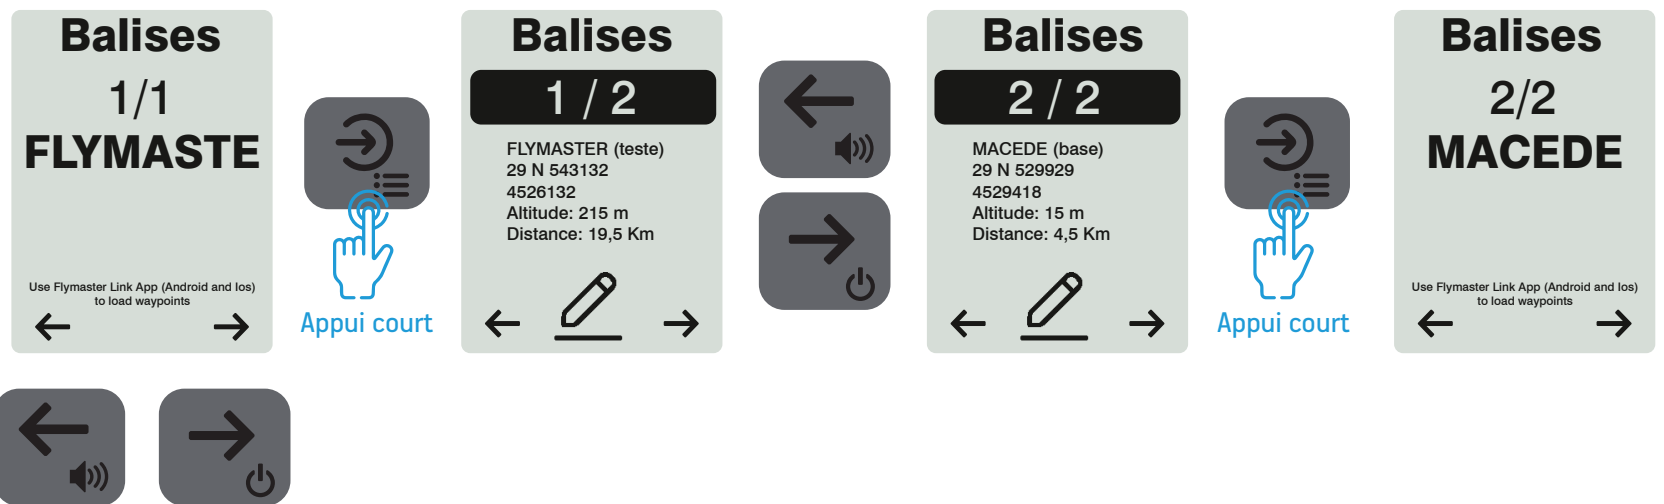 Balises
1/1
FLYMASTE
Use Flymaster Link App (Android and Ios)
to load waypoints
Appui court
Balises
1 / 2
FLYMASTER (teste)
29 N 543132
4526132
Altitude: 215 m
Distance: 19,5 Km
Balises
2 / 2
MACEDE (base)
29 N 529929
4529418
Altitude: 15 m
Distance: 4,5 Km
Appui court
Balises
2/2
MACEDE
Use Flymaster Link App (Android and Ios)
to load waypoints